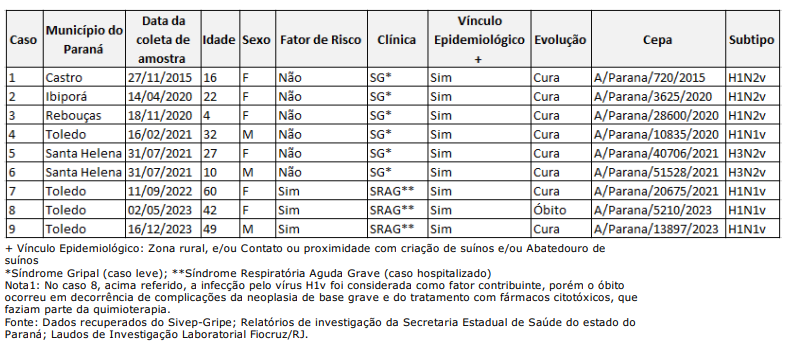 Caso Município do Paraná Data da coleta de amostra Idade Sexo Fator de Risco Clínica Vínculo Epidemiológico + Evolução Cepa Subtipo
1 Castro 27/11/2015 16 F Não SG* Sim Cura A/Parana/720/2015 H1N2v
2 Ibiporá 14/04/2020 22 F Não SG* Sim Cura A/Parana/3625/2020 H1N2v
3 Rebouças 18/11/2020 4 F Não SG* Sim Cura A/Parana/28600/2020 H1N2v
4 Toledo 16/02/2021 32 M Não SG* Sim Cura A/Parana/10835/2020 H1N1v
5 Santa Helena 31/07/2021 27 F Não SG* Sim Cura A/Parana/40706/2021 H3N2v
6 Santa Helena 31/07/2021 10 M Não SG* Sim Cura A/Parana/51528/2021 H3N2v
7 Toledo 11/09/2022 60 F Sim SRAG** Sim Cura A/Parana/20675/2021 H1N1v
8 Toledo 02/05/2023 42 F Sim SRAG** Sim Óbito A/Parana/5210/2023 H1N1v
9 Toledo 16/12/2023 49 M Sim SRAG** Sim Cura A/Parana/13897/2023 H1N1v
+ Vínculo Epidemiológico: Zona rural, e/ou Contato ou proximidade com criação de suínos e/ou Abatedouro de
suínos
*Síndrome Gripal (caso leve); **Síndrome Respiratória Aguda Grave (caso hospitalizado)
Nota1: No caso 8, acima referido, a infecção pelo vírus H1v foi considerada como fator contribuinte, porém o óbito
ocorreu em decorrência de complicações da neoplasia de base grave e do tratamento com fármacos citotóxicos, que
faziam parte da quimioterapia.
Fonte: Dados recuperados do Sivep-Gripe; Relatórios de investigação da Secretaria Estadual de Saúde do estado do
Paraná; Laudos de Investigação Laboratorial Fiocruz/RJ.